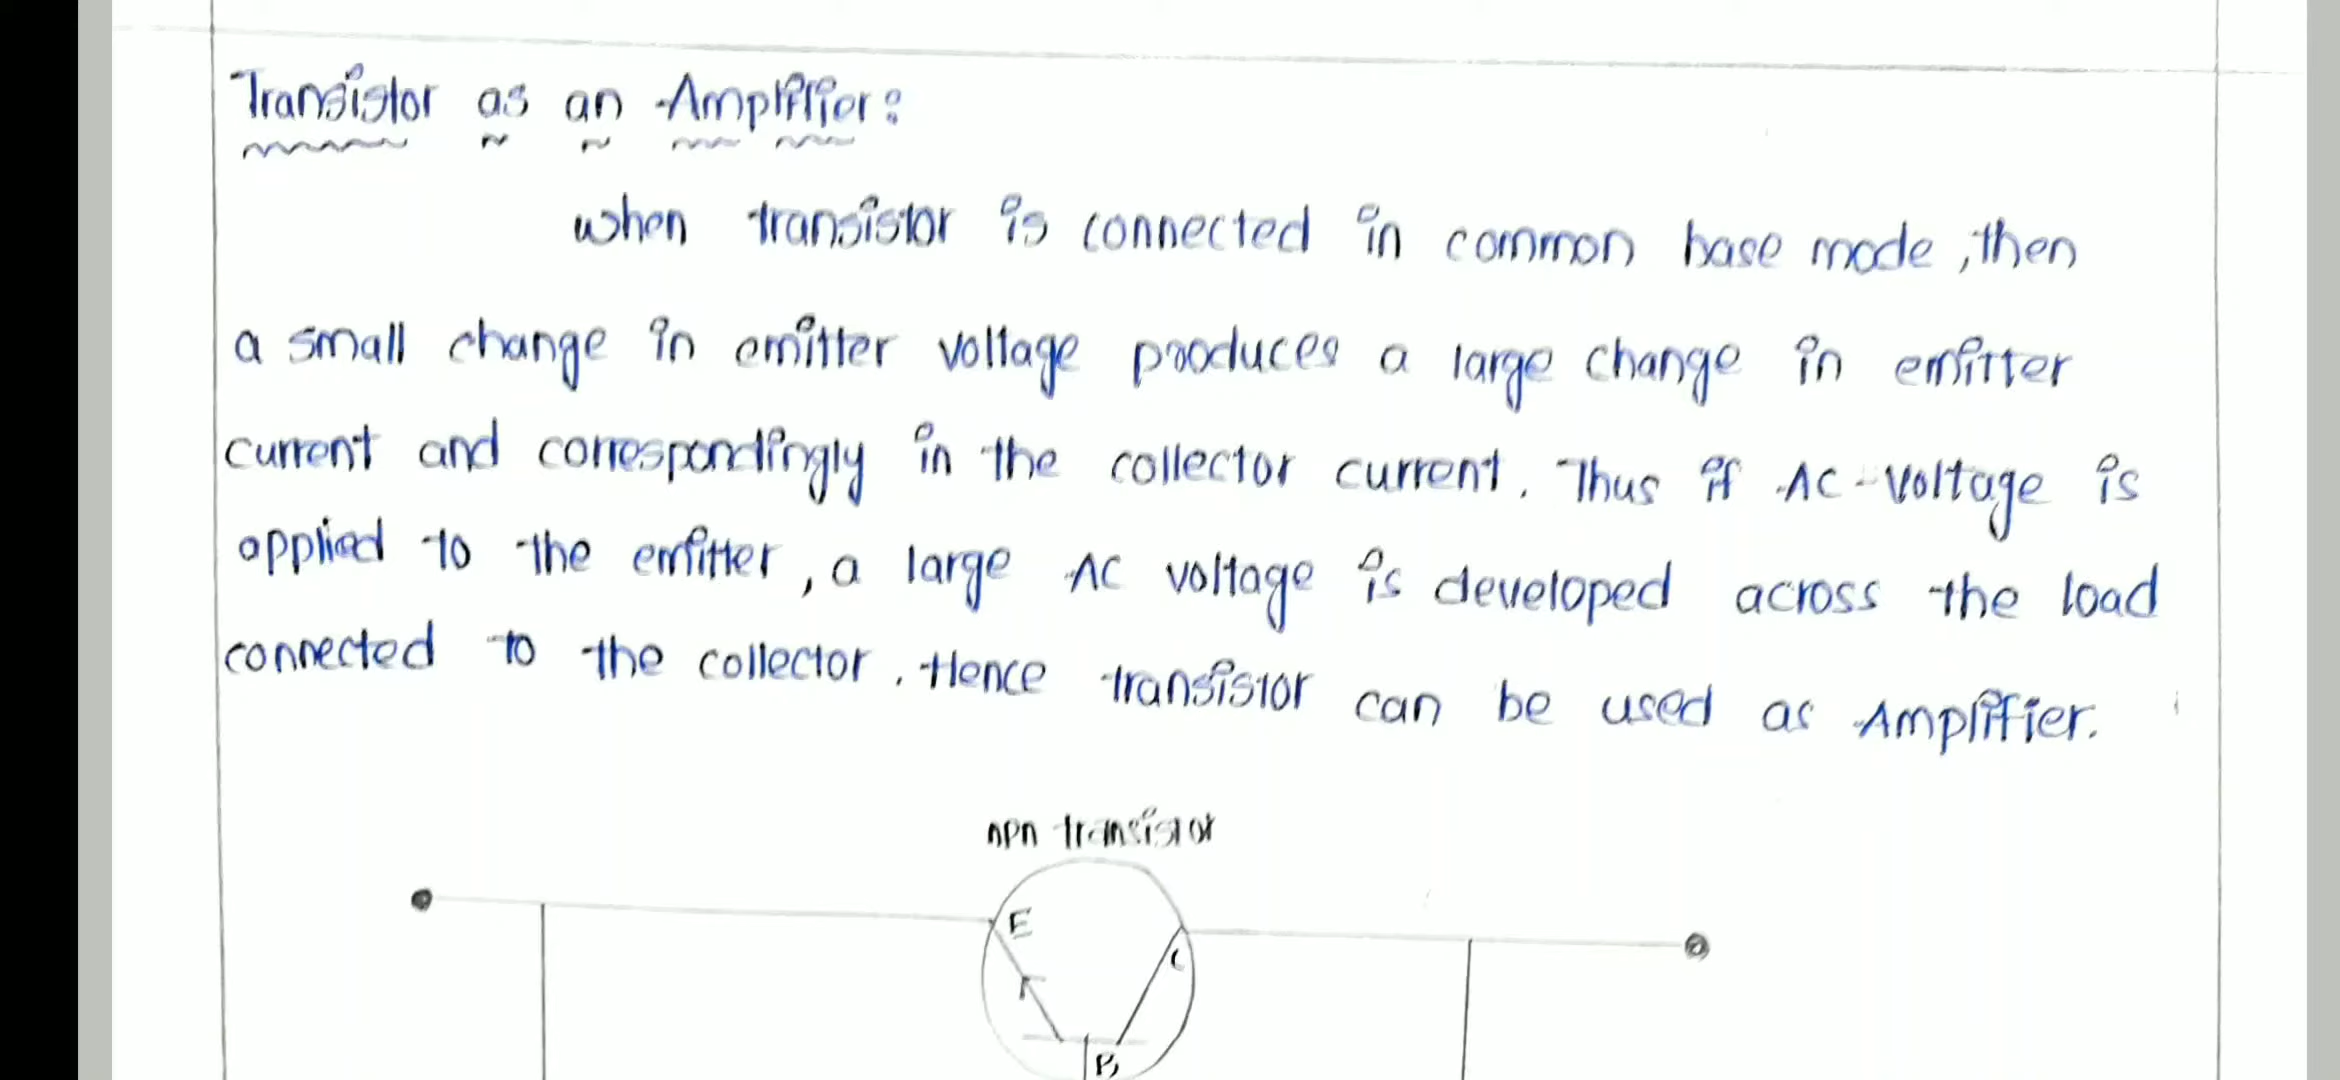 Transistor as an Amplifier:
when transistor is connected in common base mode, then
a small change in emitter voltage produces a large change in emitter
current and correspondingly in the collector current. Thus if AC-Voltage is
applied to the emitter, a large AC voltage is developed across the load
connected to the collector. Hence transistor can be used as Amplifier.
npn transistor
E
C
B